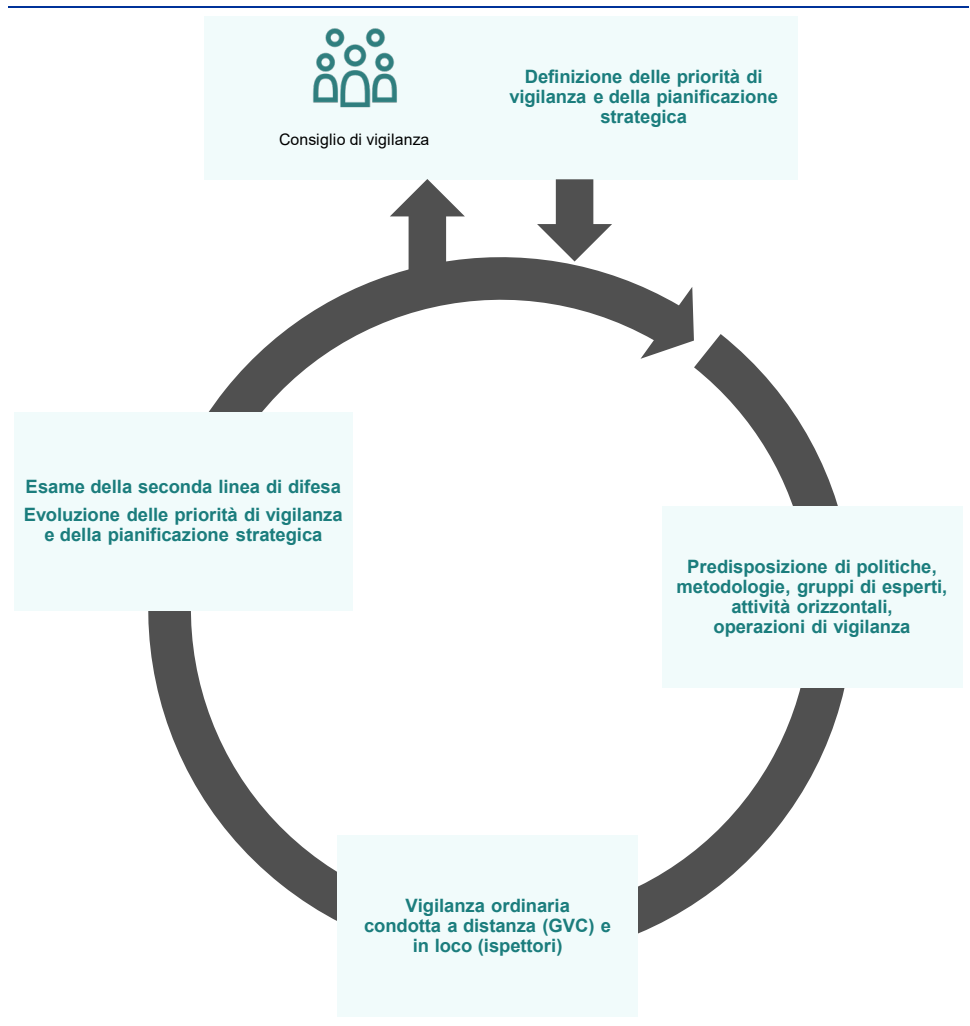 Consiglio di vigilanza
Definizione delle priorità di
vigilanza e della pianificazione
strategica
Esame della seconda linea di difesa
Evoluzione delle priorità di vigilanza
e della pianificazione strategica
Predisposizione di politiche,
metodologie, gruppi di esperti,
attività orizzontali,
operazioni di vigilanza
Vigilanza ordinaria
condotta a distanza (GVC) e
in loco (ispettori)